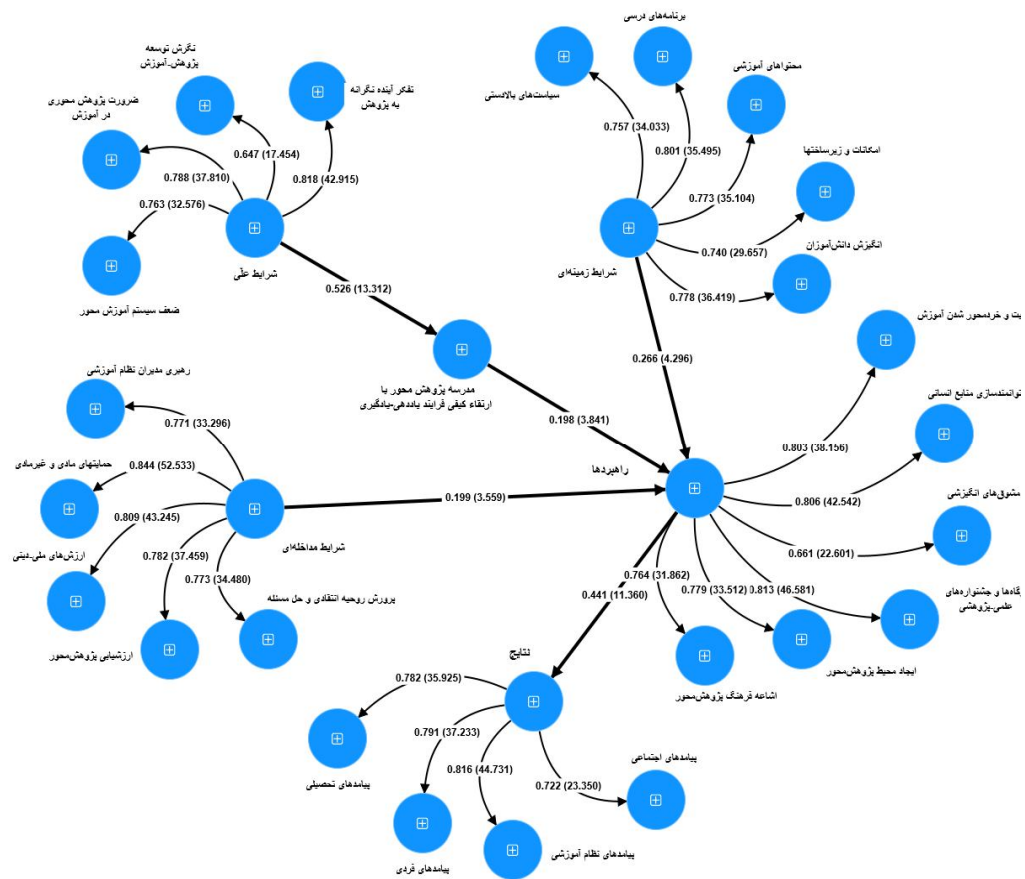 نگرش توسعه
پژوهش-آموزش
تفکر آینده نگرانه
به پژوهش
ضرورت پژوهش محوری
در آموزش
0.647 (17.454)
0.818 (42.915)
0.788 (37.810)
0.763 (32.576)
شرایط علّی
ضعف سیستم آموزش محور
برنامه‌های درسی
سیاست‌های بالادستی
محتواهای آموزشی
0.757 (34.033)
0.801 (35.495)
امکانات و زیرساختها
0.773 (35.104)
0.740 (29.657)
انگیزش دانش‌آموزان
شرایط زمینه‌ای
0.778 (36.419)
0.526 (13.312)
0.266 (4.296)
مدرسه پژوهش محور یا
ارتقاء کیفی فرایند یاددهی-یادگیری
0.198 (3.841)
یت و خردمحور شدن آموزش
توانمندسازی منابع انسانی
0.803 (38.156)
راهبردها
0.806 (42.542)
مشوق‌های انگیزشی
0.661 (22.601)
رهبری مدیران نظام آموزشی
0.771 (33.296)
حمایتهای مادی و غیرمادی
0.844 (52.533)
0.199 (3.559)
0.809 (43.245)
شرایط مداخله‌ای
ارزش‌های ملی-دینی
0.782 (37.459)
0.773 (34.480)
پرورش روحیه انتقادی و حل مسئله
ارزشیابی پژوهش‌محور
0.764 (31.862)
0.779 (33.512)
0.813 (46.581)
رگاه‌ها و جشنواره‌های
علمی-پژوهشی
0.441 (11.360)
ایجاد محیط پژوهش‌محور
اشاعه فرهنگ پژوهش‌محور
نتایج
0.782 (35.925)
0.791 (37.233)
0.816 (44.731)
0.722 (23.350)
پیامدهای اجتماعی
پیامدهای تحصیلی
پیامدهای نظام آموزشی
پیامدهای فردی